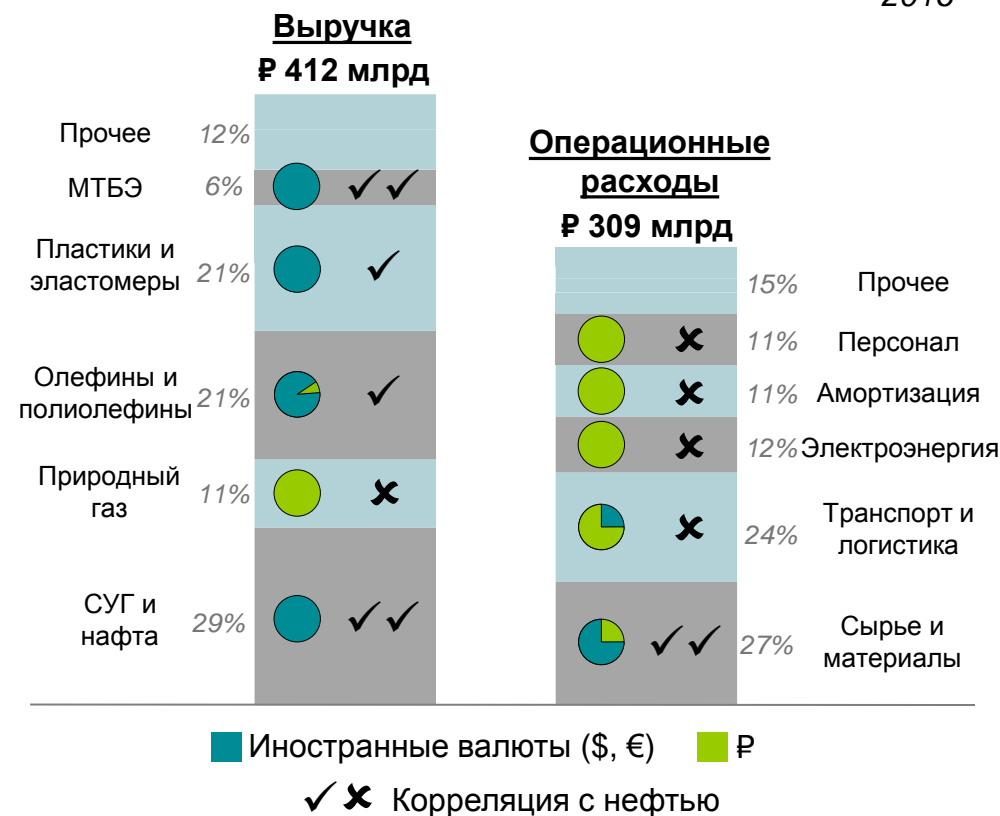 Выручка
₽ 412 млрд
Прочее 12%
МТБЭ 6%
Пластики и
эластомеры 21%
Олефины и
полиолефины 21%
Природный
газ 11%
СУГ и
нафта 29%
Операционные
расходы
₽ 309 млрд
15% Прочее
11% Персонал
11% Амортизация
12% Электроэнергия
24% Транспорт и
логистика
27% Сырье и
материалы
Иностранные валюты ($, €) ₽
✓ ✘ Корреляция с нефтью